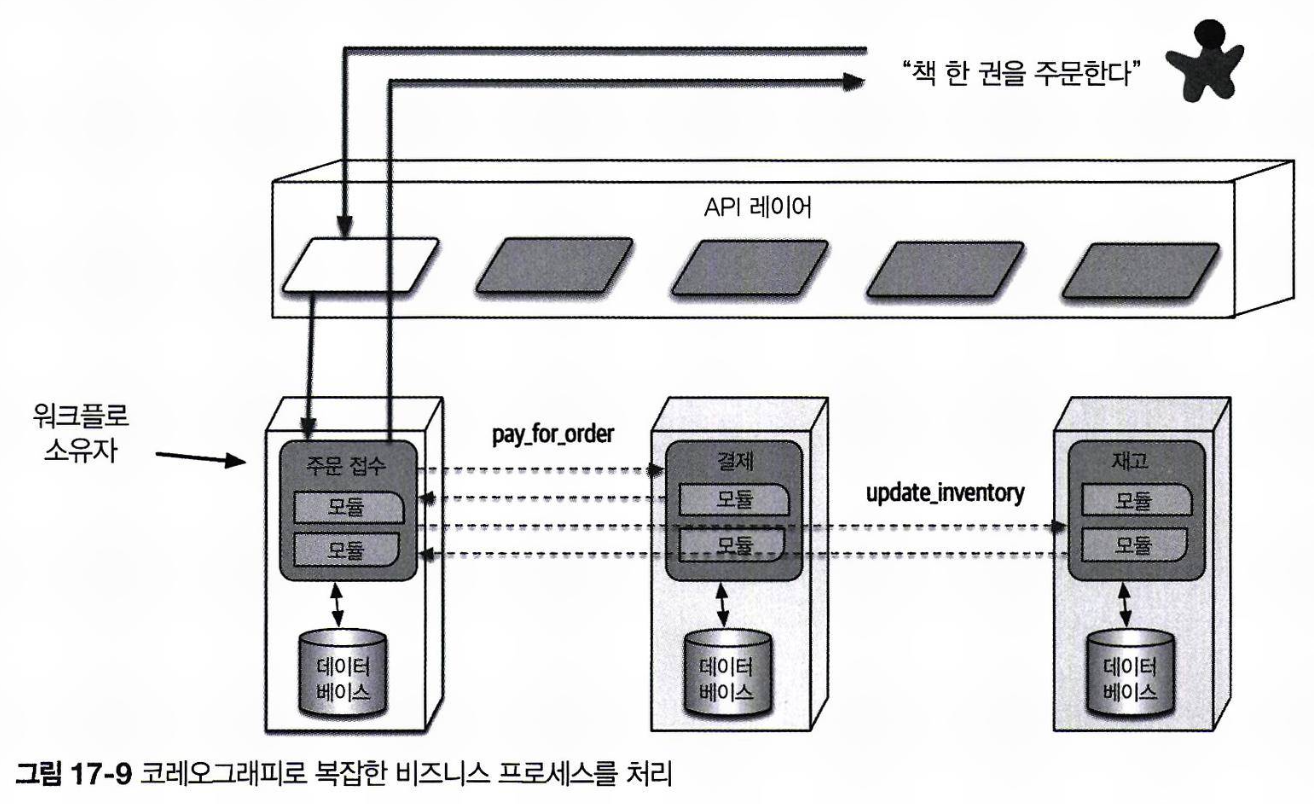 “책 한 권을 주문한다”
API 레이어
워크플로
소유자
pay_for_order
update_inventory
주문 접수
모듈
모듈
결제
모듈
모듈
재고
모듈
모듈
데이터
베이스
데이터
베이스
데이터
베이스
그림 17-9 코레오그래피로 복잡한 비즈니스 프로세스를 처리